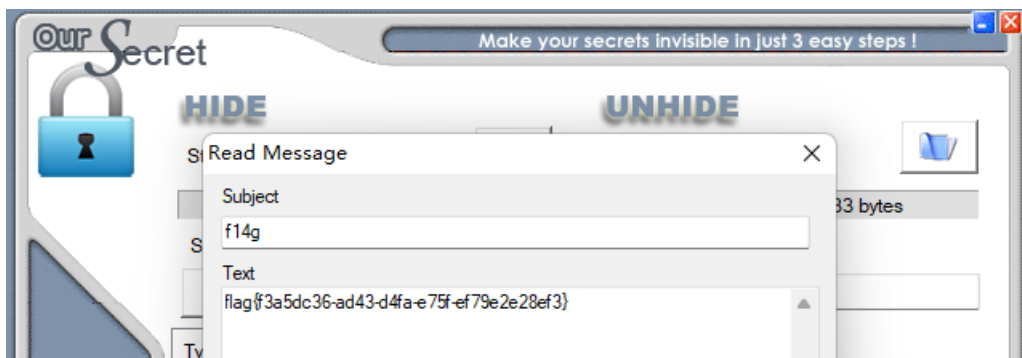 Our Secret
Make your secrets invisible in just 3 easy steps !
HIDE
UNHIDE
Read Message
Subject
33 bytes
f14g
Text
flag{f3a5dc36-ad43-d4fa-e75f-ef79e2e28ef3}